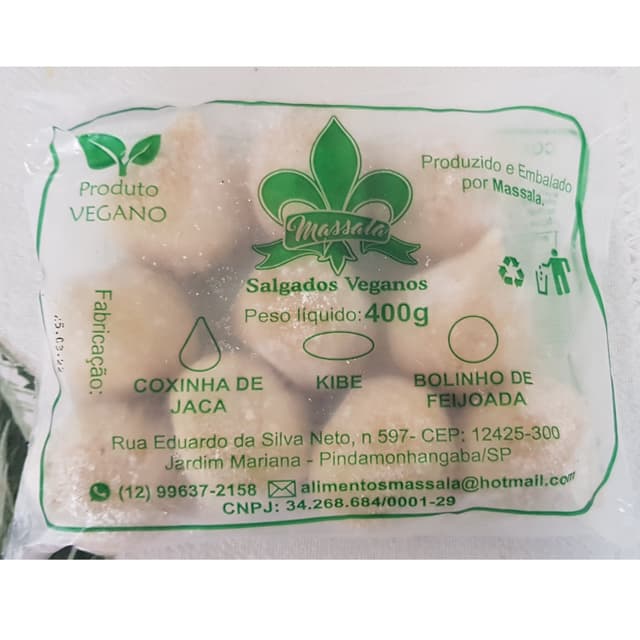 Produto
VEGANO
Massala
Produzido e Embalado
por Massala.
Salgados Veganos
Peso líquido: 400g
Fabricação:
COXINHA DE
JACA
KIBE
BOLINHO DE
FEIJOADA
Rua Eduardo da Silva Neto, n 597- CEP: 12425-300
Jardim Mariana - Pindamonhangaba/SP
(12) 99637-2158 alimentosmassala@hotmail.com
CNPJ: 34.268.684/0001-29